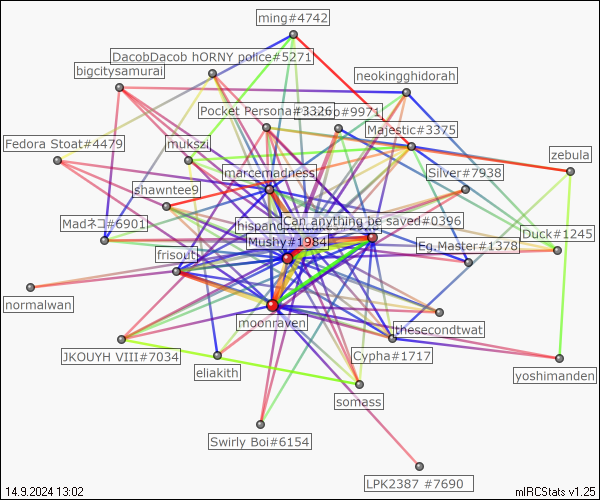 ming#4742
DacobDacob hORNY police#5271
bigcitysamurai
neokingghidorah
Pocket Persona#3326
#9971
Majestic#3375
Fedora Stoat#4479
mukszi
zebula
marcemadness
Silver#7938
shawntee9
Can anything be saved#0396
Madネコ#6901
Duck#1245
Mushy#1984
Eg.Master#1378
frisout
normalwan
moonraven
thesecondtwat
JKOUYH VIII#7034
Cypha#1717
eliakith
yoshimanden
somass
Swirly Boi#6154
LPK2387 #7690
14.9.2024 13:02
mIRCStats v1.25